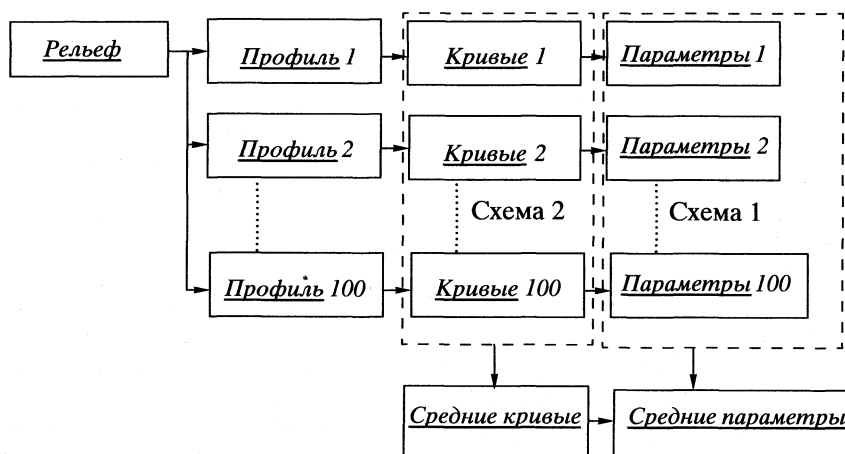 Рельеф
Профиль 1
Кривые 1
Параметры 1
Профиль 2
Кривые 2
Параметры 2
Схема 2
Схема 1
Профиль 100
Кривые 100
Параметры 100
Средние кривые
Средние параметры